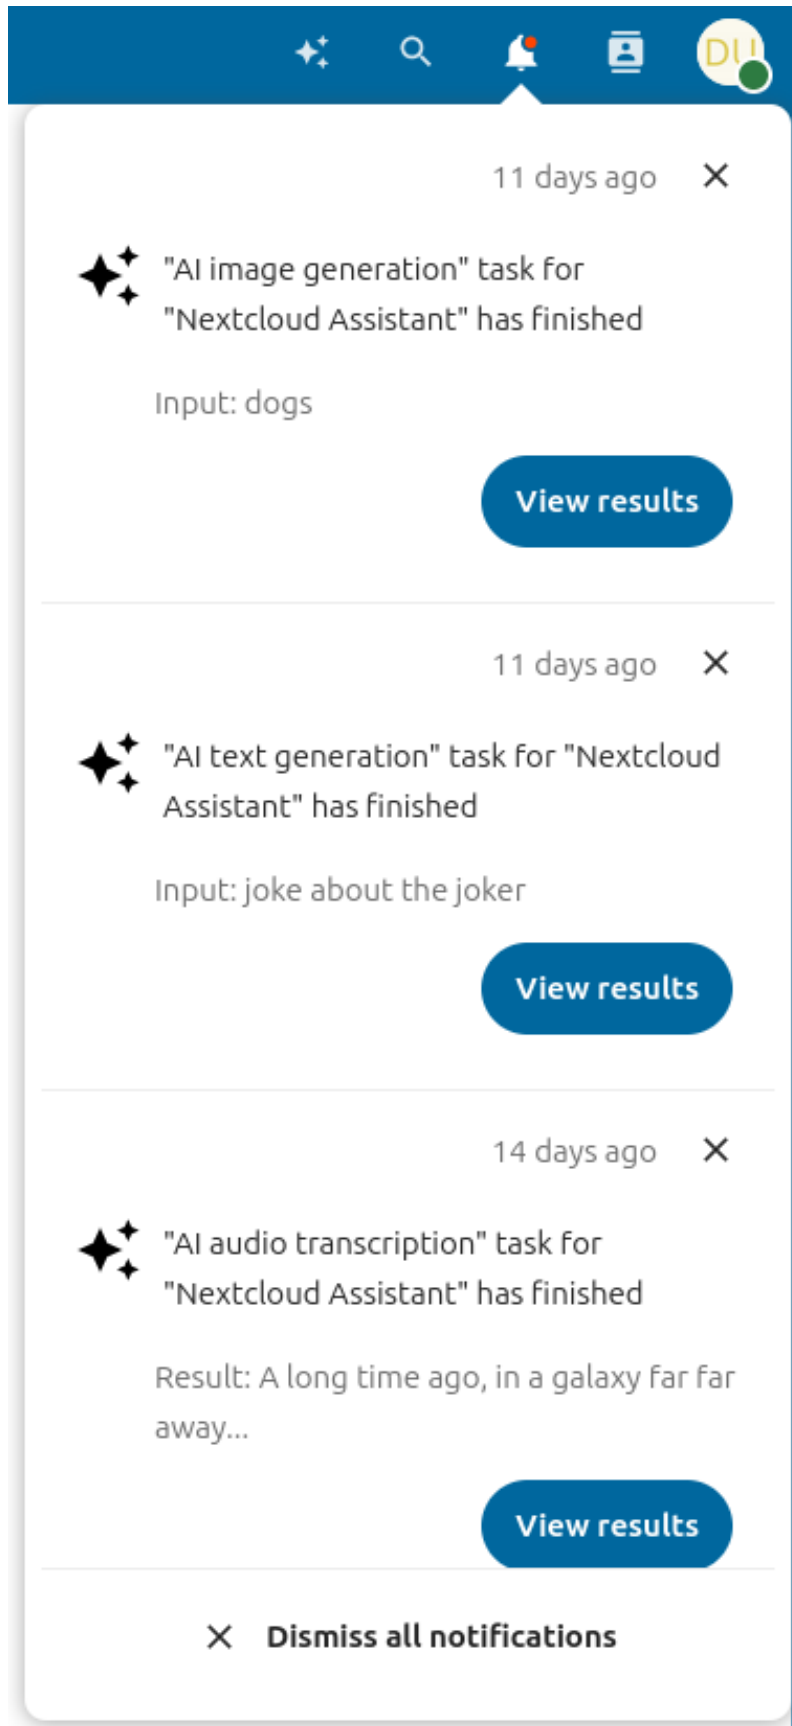 DU
11 days ago
"AI image generation" task for
"Nextcloud Assistant" has finished
Input: dogs
View results
11 days ago
"AI text generation" task for "Nextcloud
Assistant" has finished
Input: joke about the joker
View results
14 days ago
"AI audio transcription" task for
"Nextcloud Assistant" has finished
Result: A long time ago, in a galaxy far far
away...
View results
Dismiss all notifications